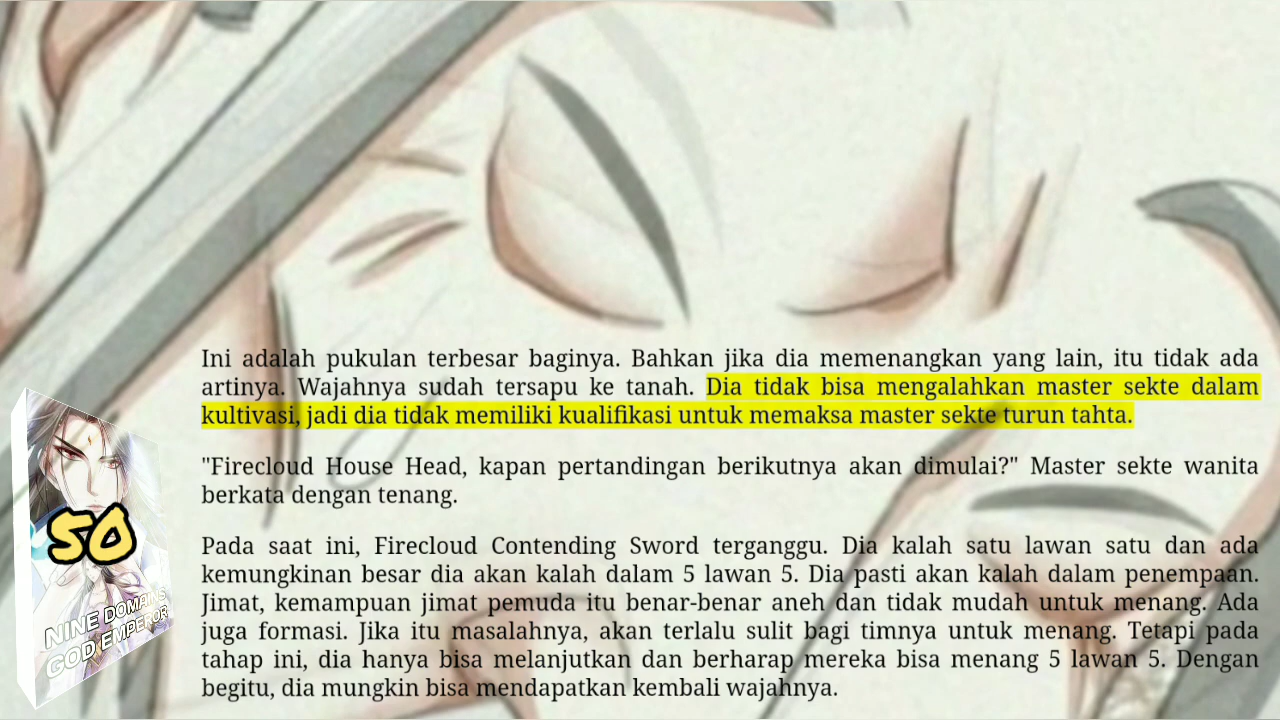 Ini adalah pukulan terbesar baginya. Bahkan jika dia memenangkan yang lain, itu tidak ada
artinya. Wajahnya sudah tersapu ke tanah. Dia tidak bisa mengalahkan master sekte dalam
kultivasi, jadi dia tidak memiliki kualifikasi untuk memaksa master sekte turun tahta.
"Firecloud House Head, kapan pertandingan berikutnya akan dimulai?" Master sekte wanita
berkata dengan tenang.
Pada saat ini, Firecloud Contending Sword terganggu. Dia kalah satu lawan satu dan ada
kemungkinan besar dia akan kalah dalam 5 lawan 5. Dia pasti akan kalah dalam penempaan.
Jimat, kemampuan jimat pemuda itu benar-benar aneh dan tidak mudah untuk menang. Ada
juga formasi. Jika itu masalahnya, akan terlalu sulit bagi timnya untuk menang. Tetapi pada
tahap ini, dia hanya bisa melanjutkan dan berharap mereka bisa menang 5 lawan 5. Dengan
begitu, dia mungkin bisa mendapatkan kembali wajahnya.
50
NINE DOMAINS
GOD EMPEROR